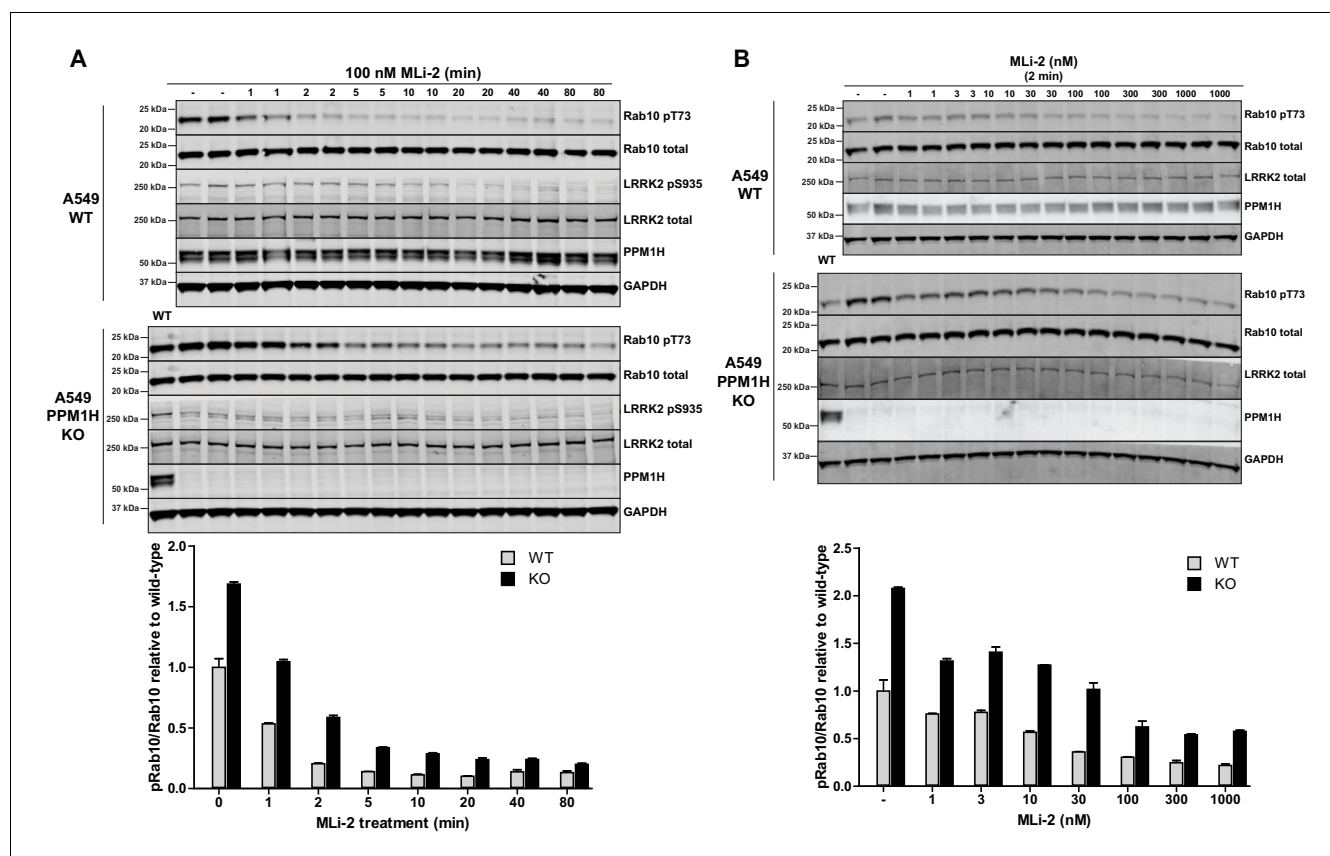 A
100 nM MLi-2 (min)
- - 1 1 2 2 5 5 10 10 20 20 40 40 80 80
A549
WT
25 kDa
20 kDa
Rab10 pT73
25 kDa
20 kDa
Rab10 total
250 kDa
LRRK2 pS935
250 kDa
LRRK2 total
50 kDa
PPM1H
37 kDa
GAPDH
WT
A549
PPM1H
KO
25 kDa
20 kDa
Rab10 pT73
25 kDa
20 kDa
Rab10 total
250 kDa
LRRK2 pS935
250 kDa
LRRK2 total
50 kDa
PPM1H
37 kDa
GAPDH
pRab10/Rab10 relative to wild-type
2.0
1.5
1.0
0.5
0.0
WT
KO
0 1 2 5 10 20 40 80
MLi-2 treatment (min)
B
MLi-2 (nM)
(2 min)
- - 1 1 3 3 10 10 30 30 100 100 300 300 1000 1000
A549
WT
25 kDa
20 kDa
Rab10 pT73
25 kDa
20 kDa
Rab10 total
250 kDa
LRRK2 total
50 kDa
PPM1H
37 kDa
GAPDH
WT
A549
PPM1H
KO
25 kDa
20 kDa
Rab10 pT73
25 kDa
20 kDa
Rab10 total
250 kDa
LRRK2 total
50 kDa
PPM1H
37 kDa
GAPDH
pRab10/Rab10 relative to wild-type
2.5
2.0
1.5
1.0
0.5
0.0
WT
KO
- 1 3 10 30 100 300 1000
MLi-2 (nM)